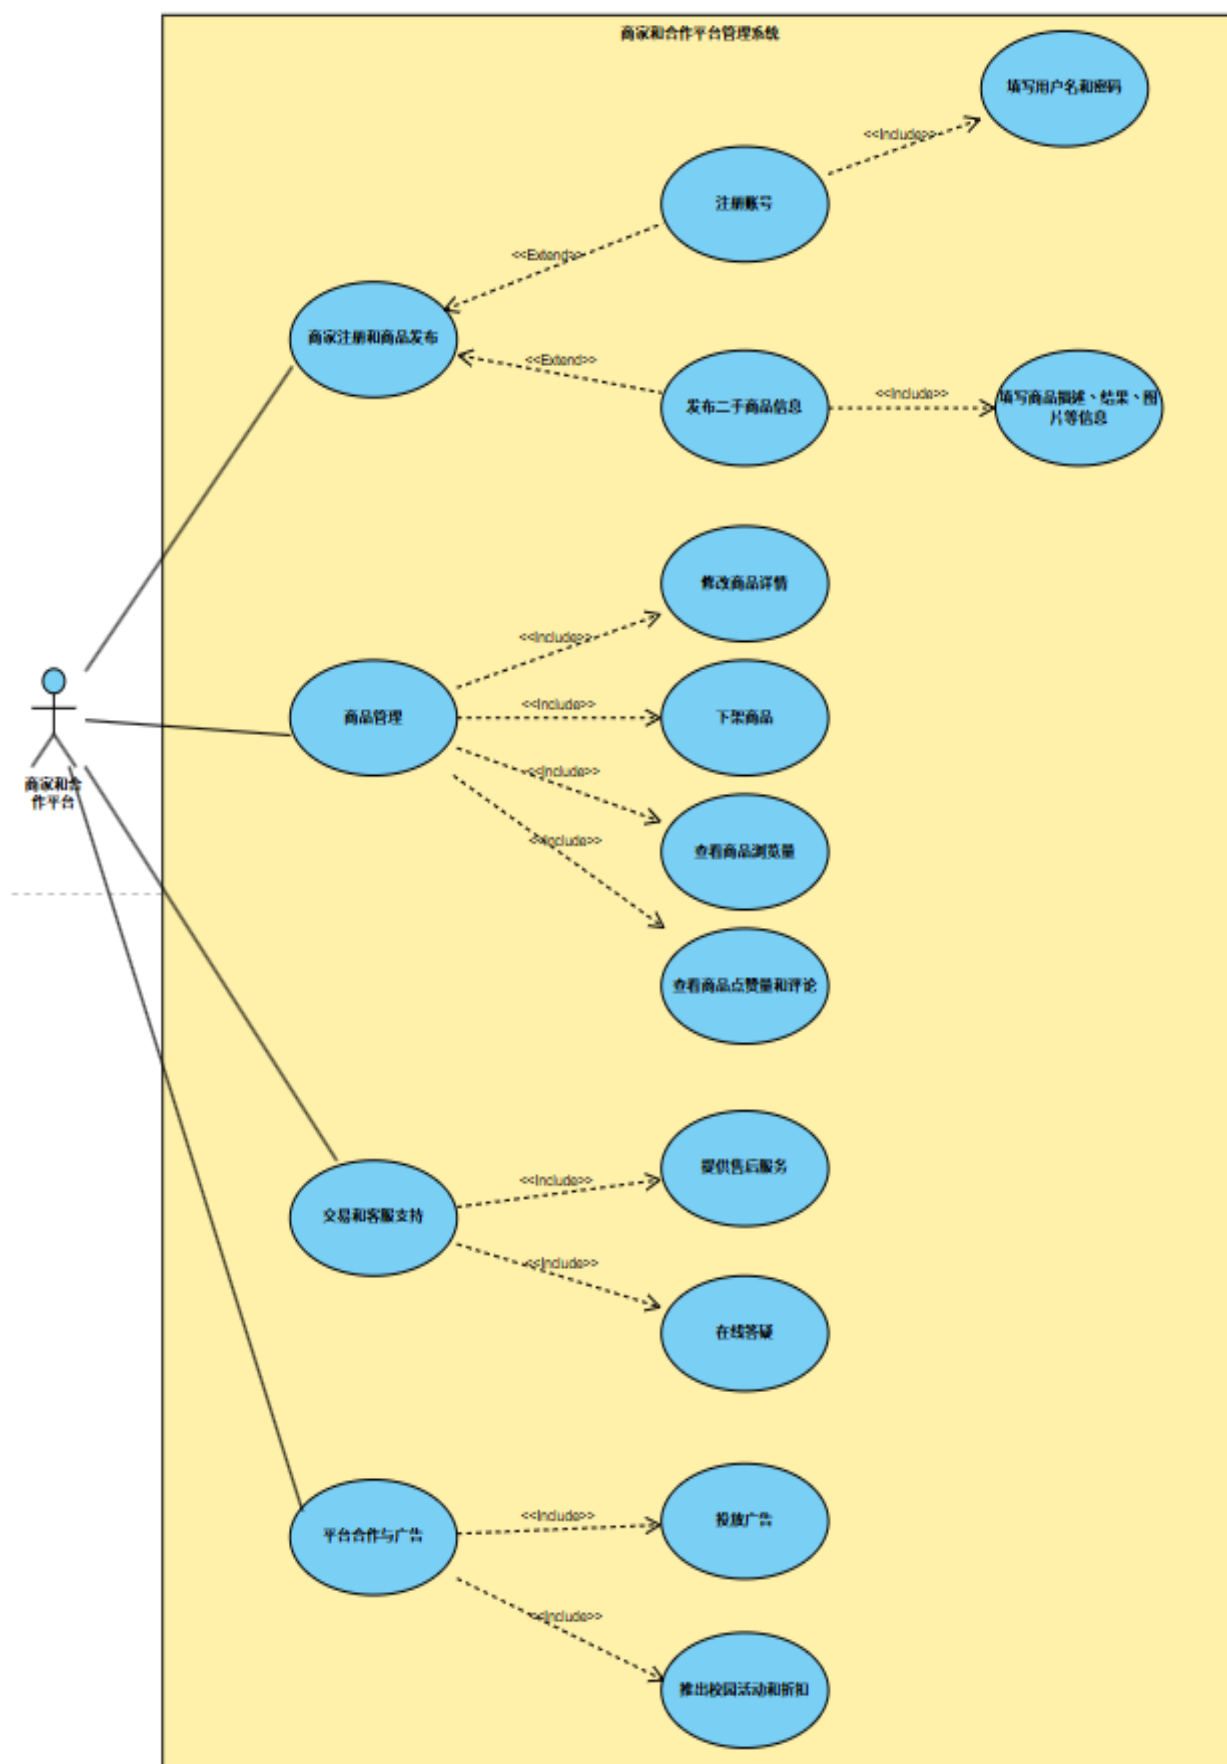 商家和合作平台管理系统
填写用户名和密码
<<Include>>
注册账号
<<Extend>>
商家注册和商品发布
<<Extend>>
发布二手商品信息
<<Include>>
填写商品描述、结果、图
片等信息
修改商品详情
<<Include>>
商品管理
<<Include>>
下架商品
<<Include>>
商家和合
作平台
<<Include>>
查看商品浏览量
查看商品点赞量和评论
提供售后服务
<<Include>>
交易和客服支持
<<Include>>
在线答疑
<<Include>>
投放广告
平台合作与广告
<<Include>>
推出校园活动和折扣